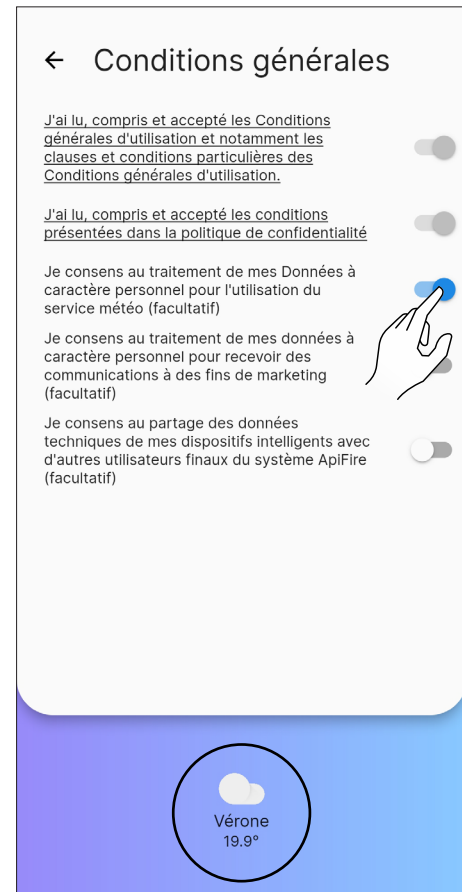 Conditions générales
J'ai lu, compris et accepté les Conditions
générales d'utilisation et notamment les
clauses et conditions particulières des
Conditions générales d'utilisation.
J'ai lu, compris et accepté les conditions
présentées dans la politique de confidentialité
Je consens au traitement de mes Données à
caractère personnel pour l'utilisation du
service météo (facultatif)
Je consens au traitement de mes données à
caractère personnel pour recevoir des
communications à des fins de marketing
(facultatif)
Je consens au partage des données
techniques de mes dispositifs intelligents avec
d'autres utilisateurs finaux du système ApiFire
(facultatif)
Vérone
19.9°